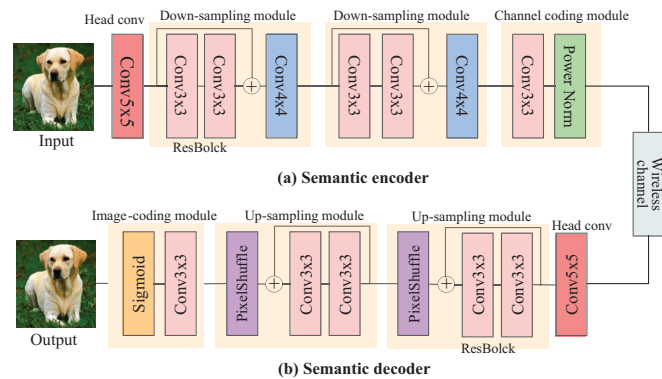 Down-sampling module
Down-sampling module
Channel coding module
Head conv
Conv5x5
Conv3x3
Conv3x3
+
Conv4x4
Conv3x3
Conv3x3
+
Conv4x4
Conv3x3
Power Norm
Input
ResBolck
(a) Semantic encoder
Wireless
channel
Image-coding module
Up-sampling module
Up-sampling module
Head conv
Sigmoid
Conv3x3
PixelShuffle
+
Conv3x3
Conv3x3
PixelShuffle
+
Conv3x3
Conv3x3
Conv5x5
Output
ResBolck
(b) Semantic decoder